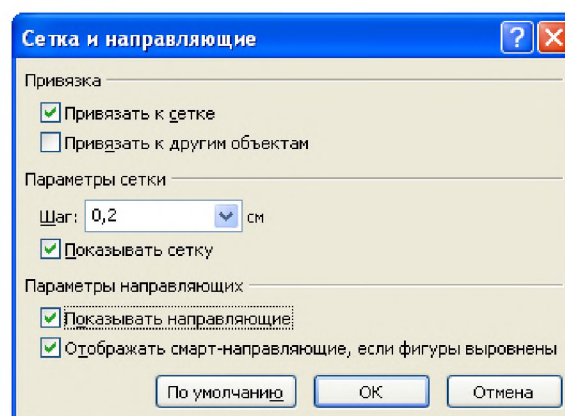 Сетка и направляющие
Привязка
Привязать к сетке
Привязать к другим объектам
Параметры сетки
Шаг: 0,2 см
Показывать сетку
Параметры направляющих
Показывать направляющие
Отображать смарт-направляющие, если фигуры выровнены
По умолчанию ОК Отмена